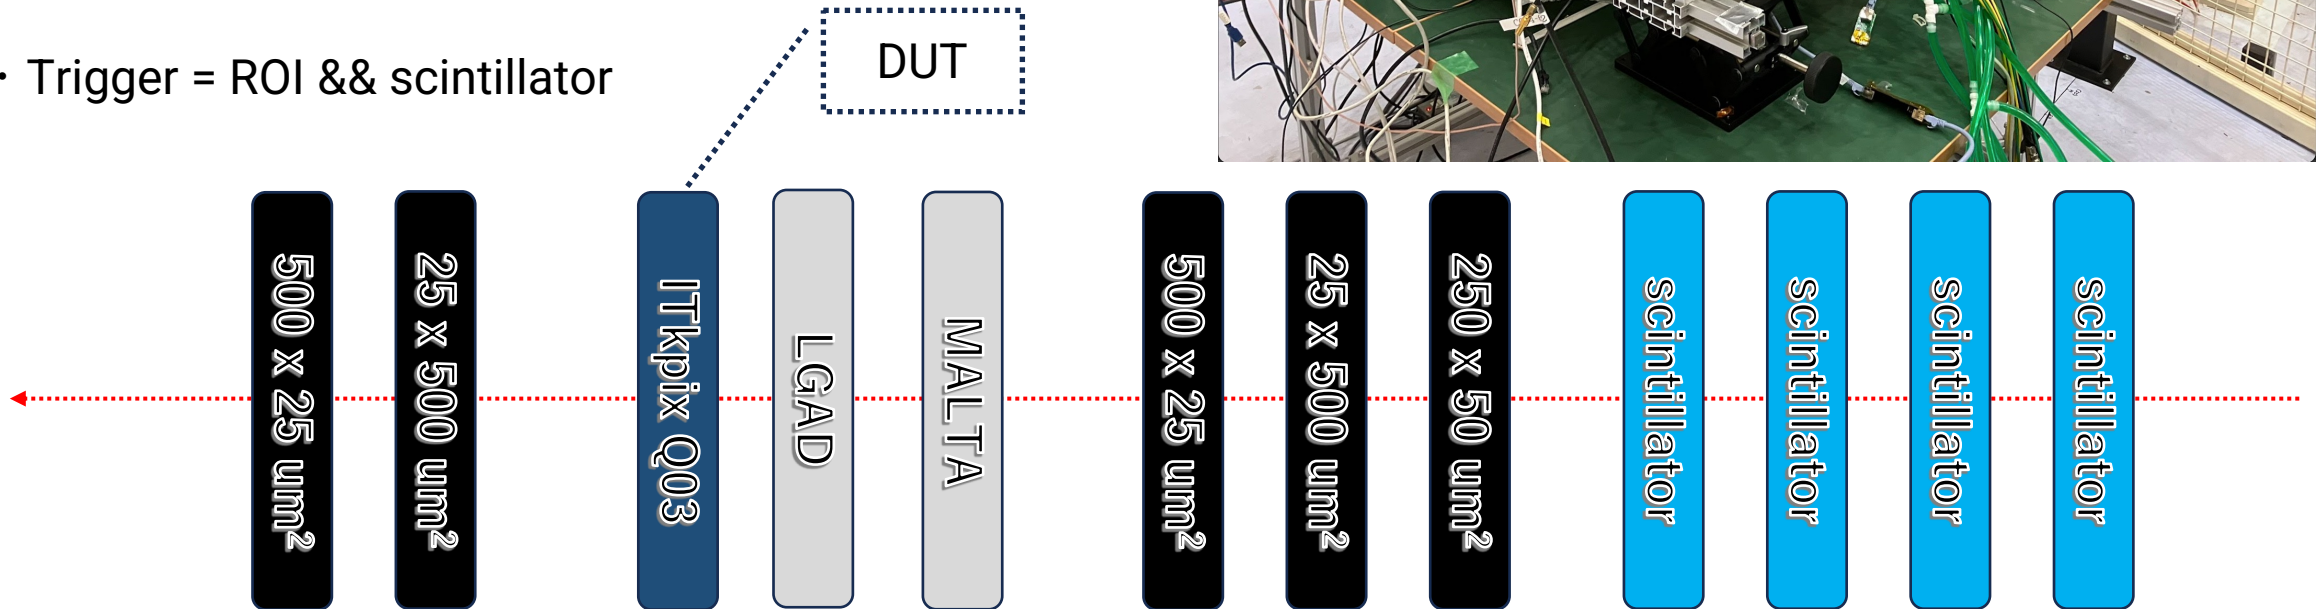 DUT
· Trigger = ROI && scintillator
500 x 25 um²
25 x 500 um²
ITkpix Q03
LGAD
MALTA
500 x 25 um²
25 x 500 um²
250 x 50 um²
scintillator
scintillator
scintillator
scintillator